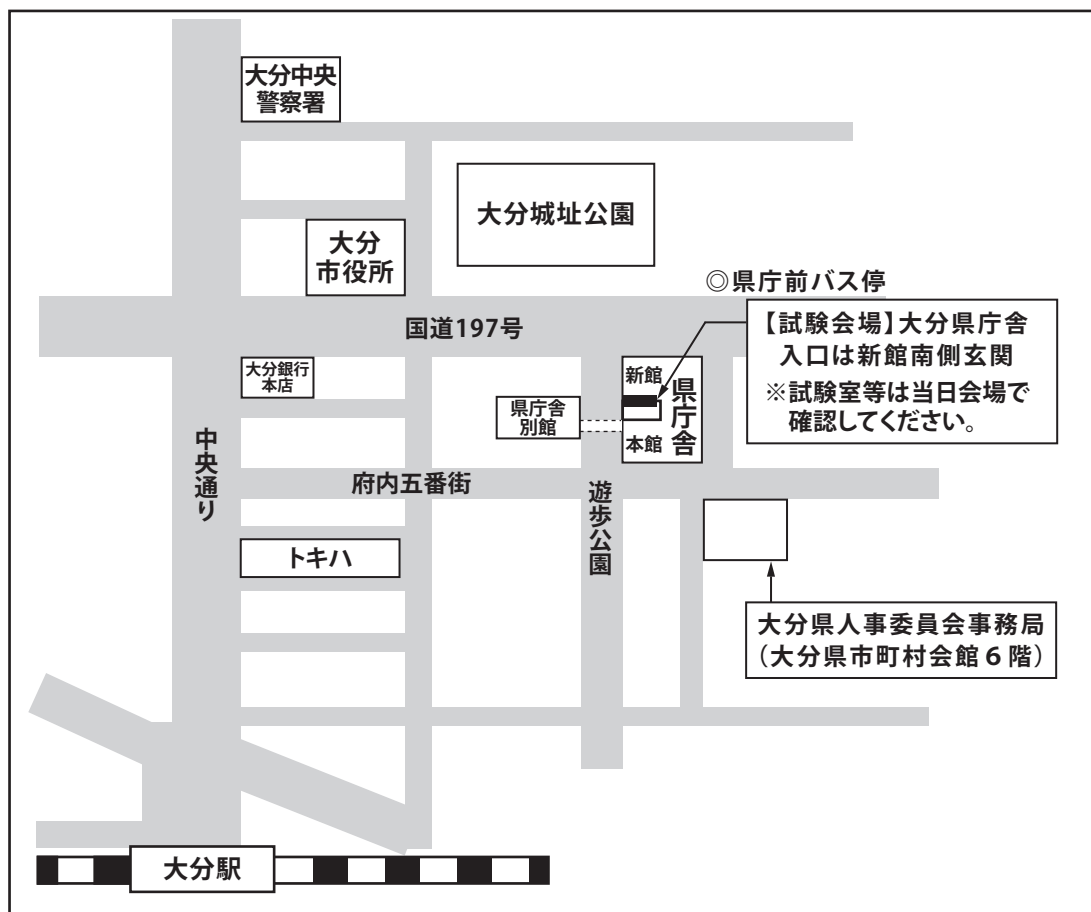 大分中央
警察署
大分城址公園
大分
市役所
◎県庁前バス停
国道197号
【試験会場】大分県庁舎
入口は新館南側玄関
※試験室等は当日会場で
確認してください。
大分銀行
本店
新館
県庁舎
本館
県庁舎
別館
中央通り
府内五番街
遊歩公園
トキハ
大分県人事委員会事務局
（大分県市町村会館６階）
大分駅